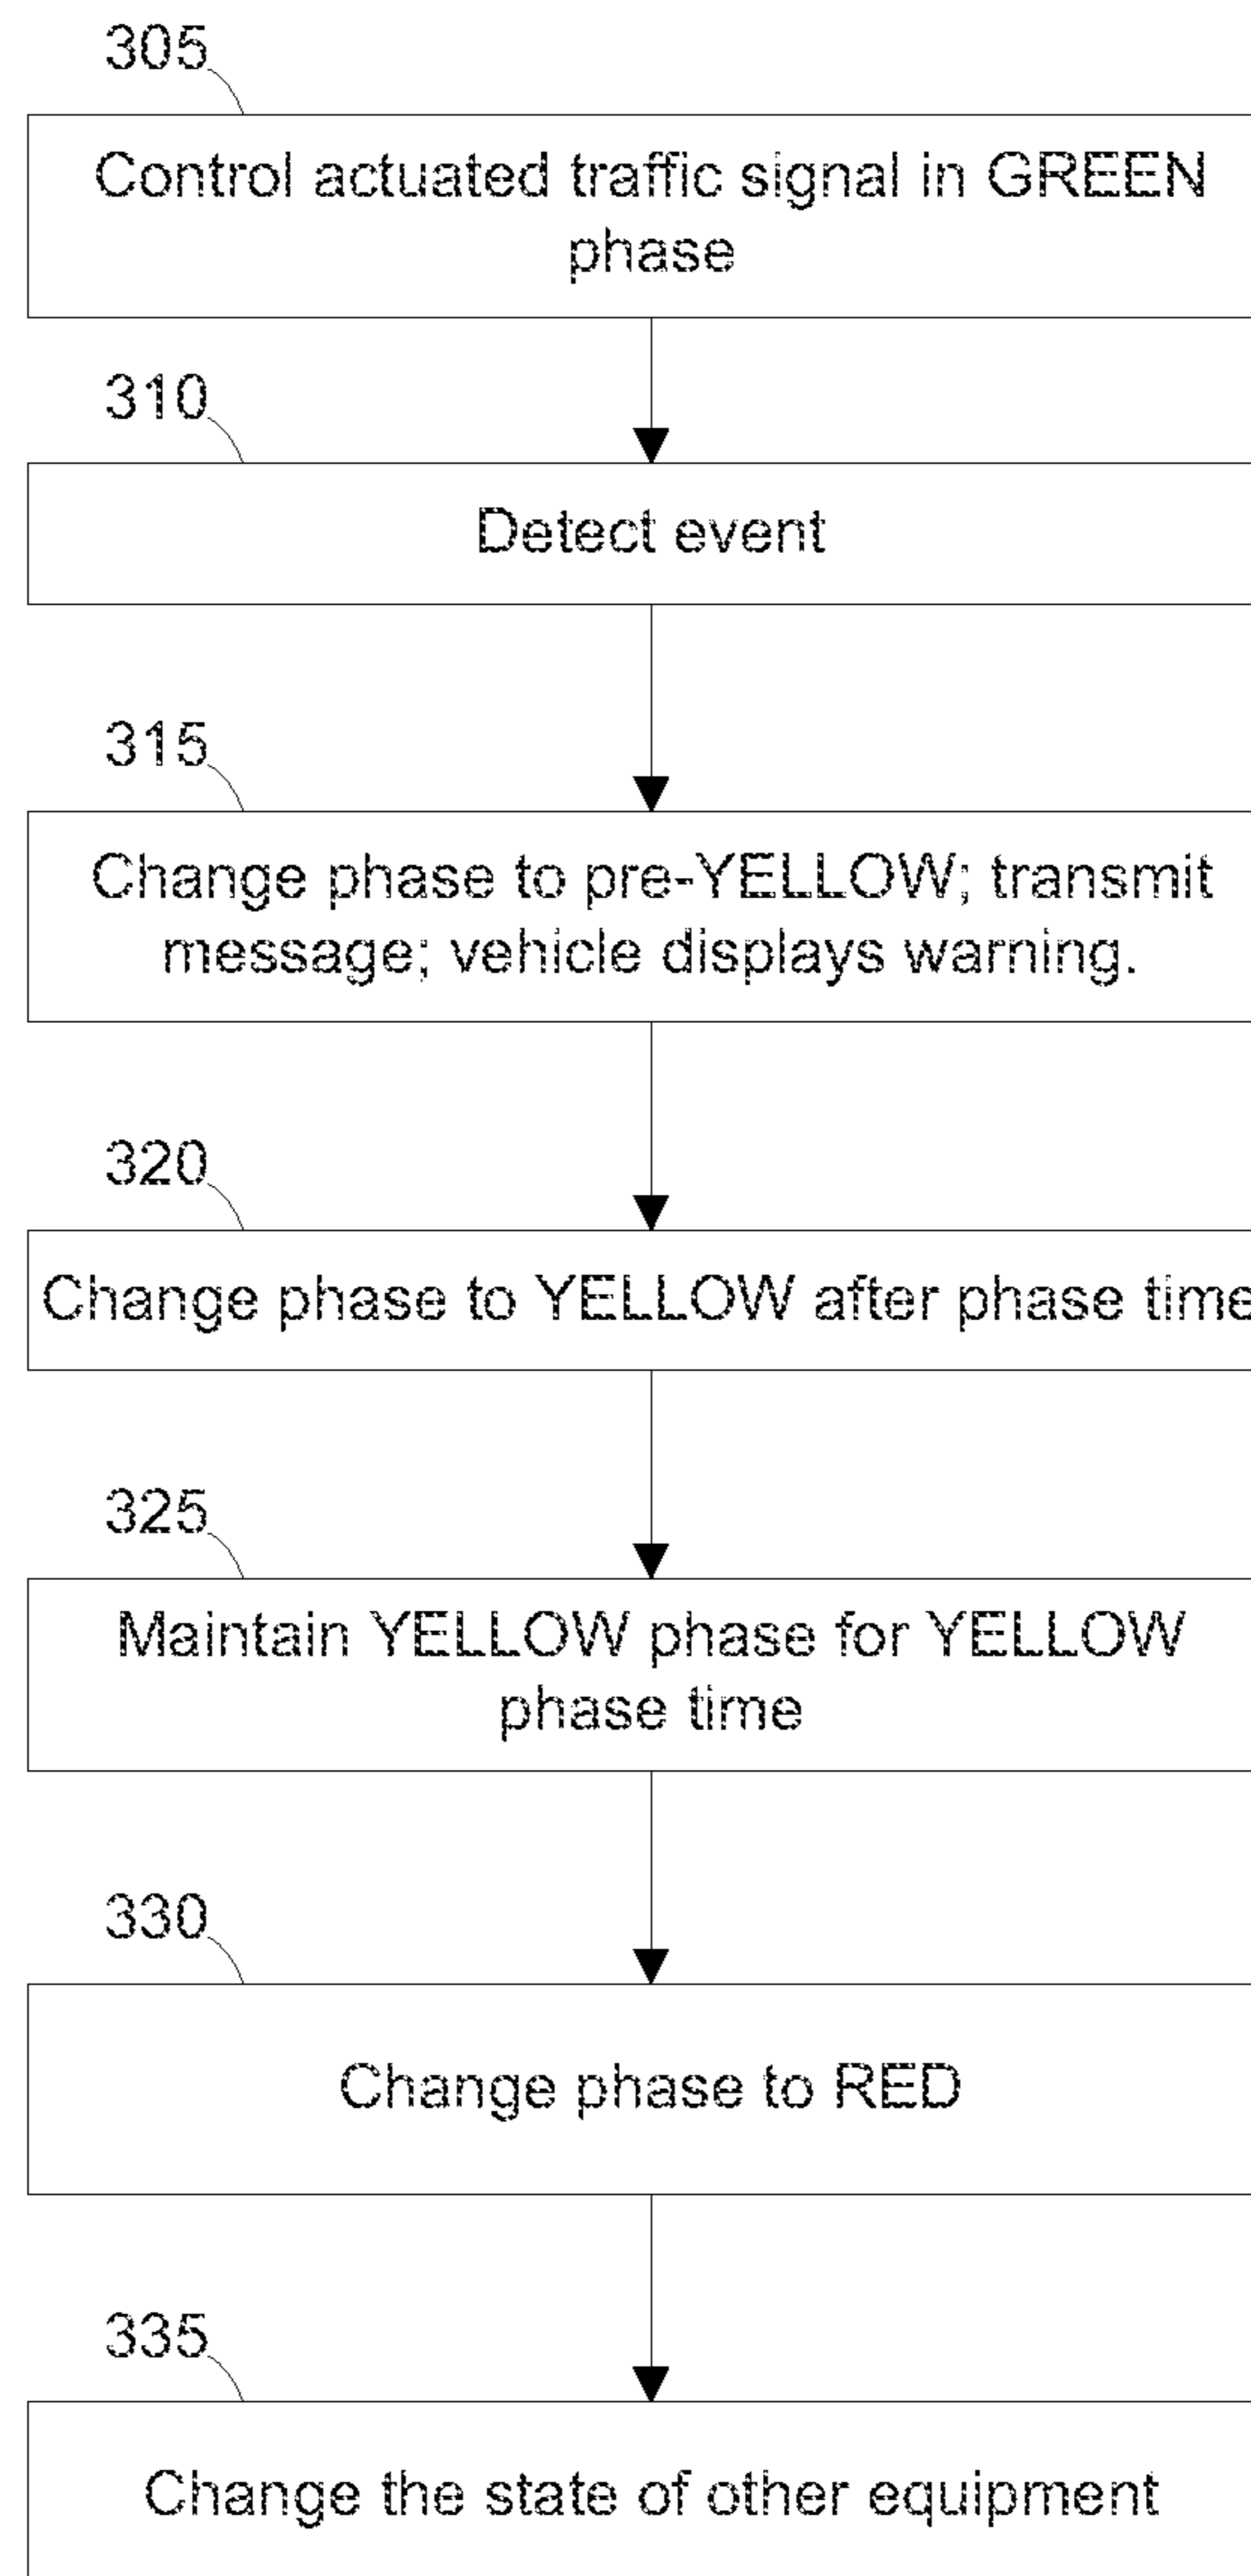 305
Control actuated traffic signal in GREEN
phase
310
Detect event
315
Change phase to pre-YELLOW; transmit
message; vehicle displays warning.
320
Change phase to YELLOW after phase time
325
Maintain YELLOW phase for YELLOW
phase time
330
Change phase to RED
335
Change the state of other equipment